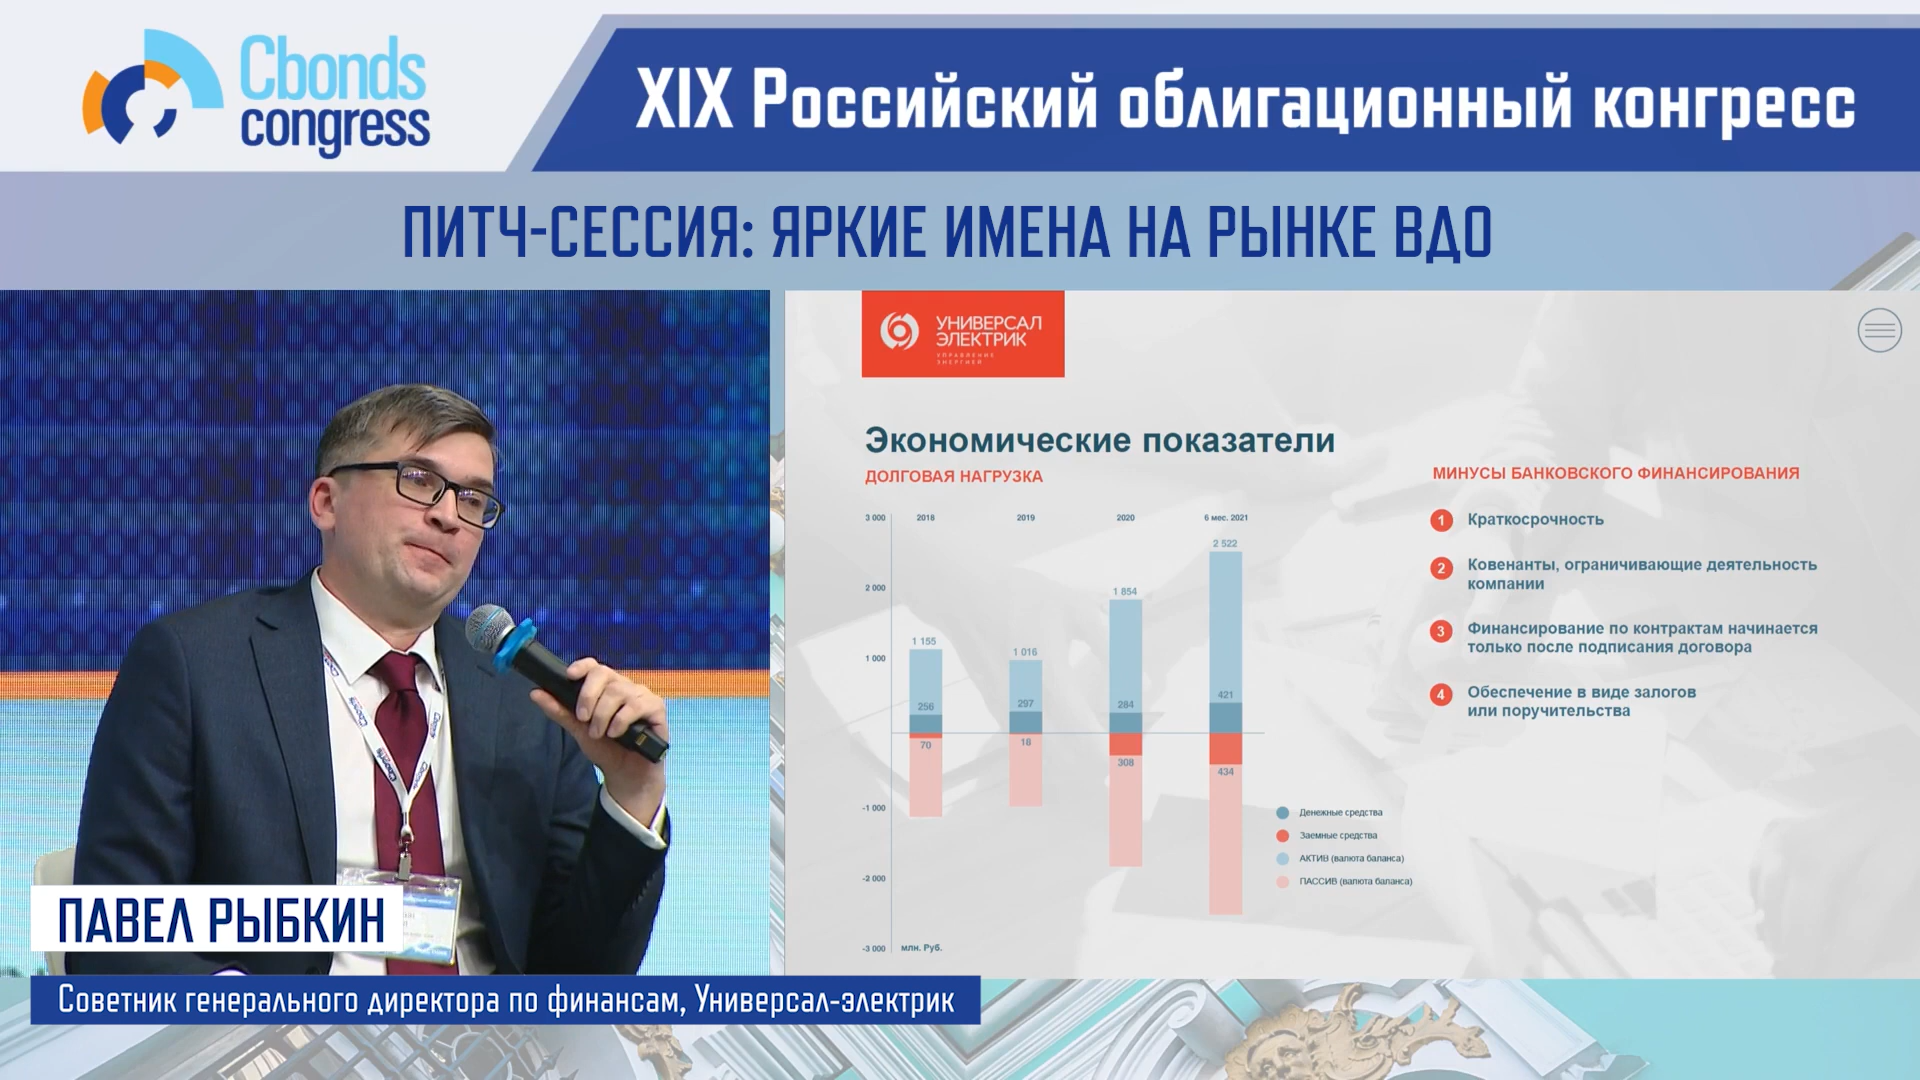 Cbonds
congress
XIX Российский облигационный конгресс
ПИТЧ-СЕССИЯ: ЯРКИЕ ИМЕНА НА РЫНКЕ ВДО
УНИВЕРСАЛ
ЭЛЕКТРИК
УПРАВЛЕНИЕ
ЭНЕРГИЕЙ
Экономические показатели
ДОЛГОВАЯ НАГРУЗКА
3 000 2018 2019 2020 6 мес. 2021
2 522
2 000
1 854
1 155
1 016
1 000
256 297 284 421
70 16 308 434
-1 000
-2 000
-3 000 млн. Руб.
Денежные средства
Заемные средства
АКТИВ (валюта баланса)
ПАССИВ (валюта баланса)
МИНУСЫ БАНКОВСКОГО ФИНАНСИРОВАНИЯ
1 Краткосрочность
2 Ковенанты, ограничивающие деятельность
компании
3 Финансирование по контрактам начинается
только после подписания договора
4 Обеспечение в виде залогов
или поручительства
ПАВЕЛ РЫБКИН
Советник генерального директора по финансам, Универсал-электрик